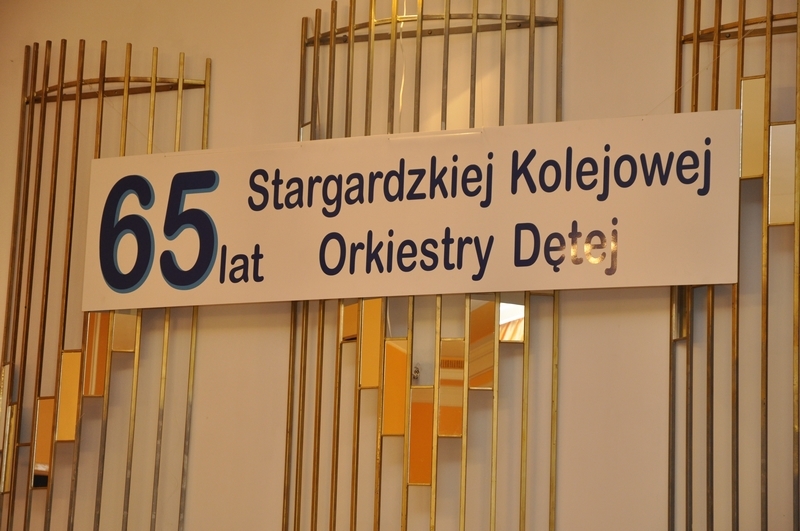 65 lat Stargardzkiej Kolejowej
Orkiestry Dętej